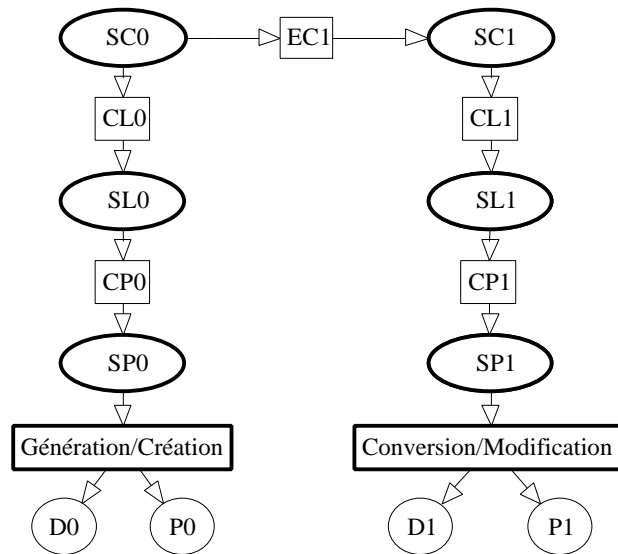 SC0 EC1 SC1
CL0 CL1
SL0 SL1
CP0 CP1
SP0 SP1
Génération/Création Conversion/Modification
D0 P0 D1 P1